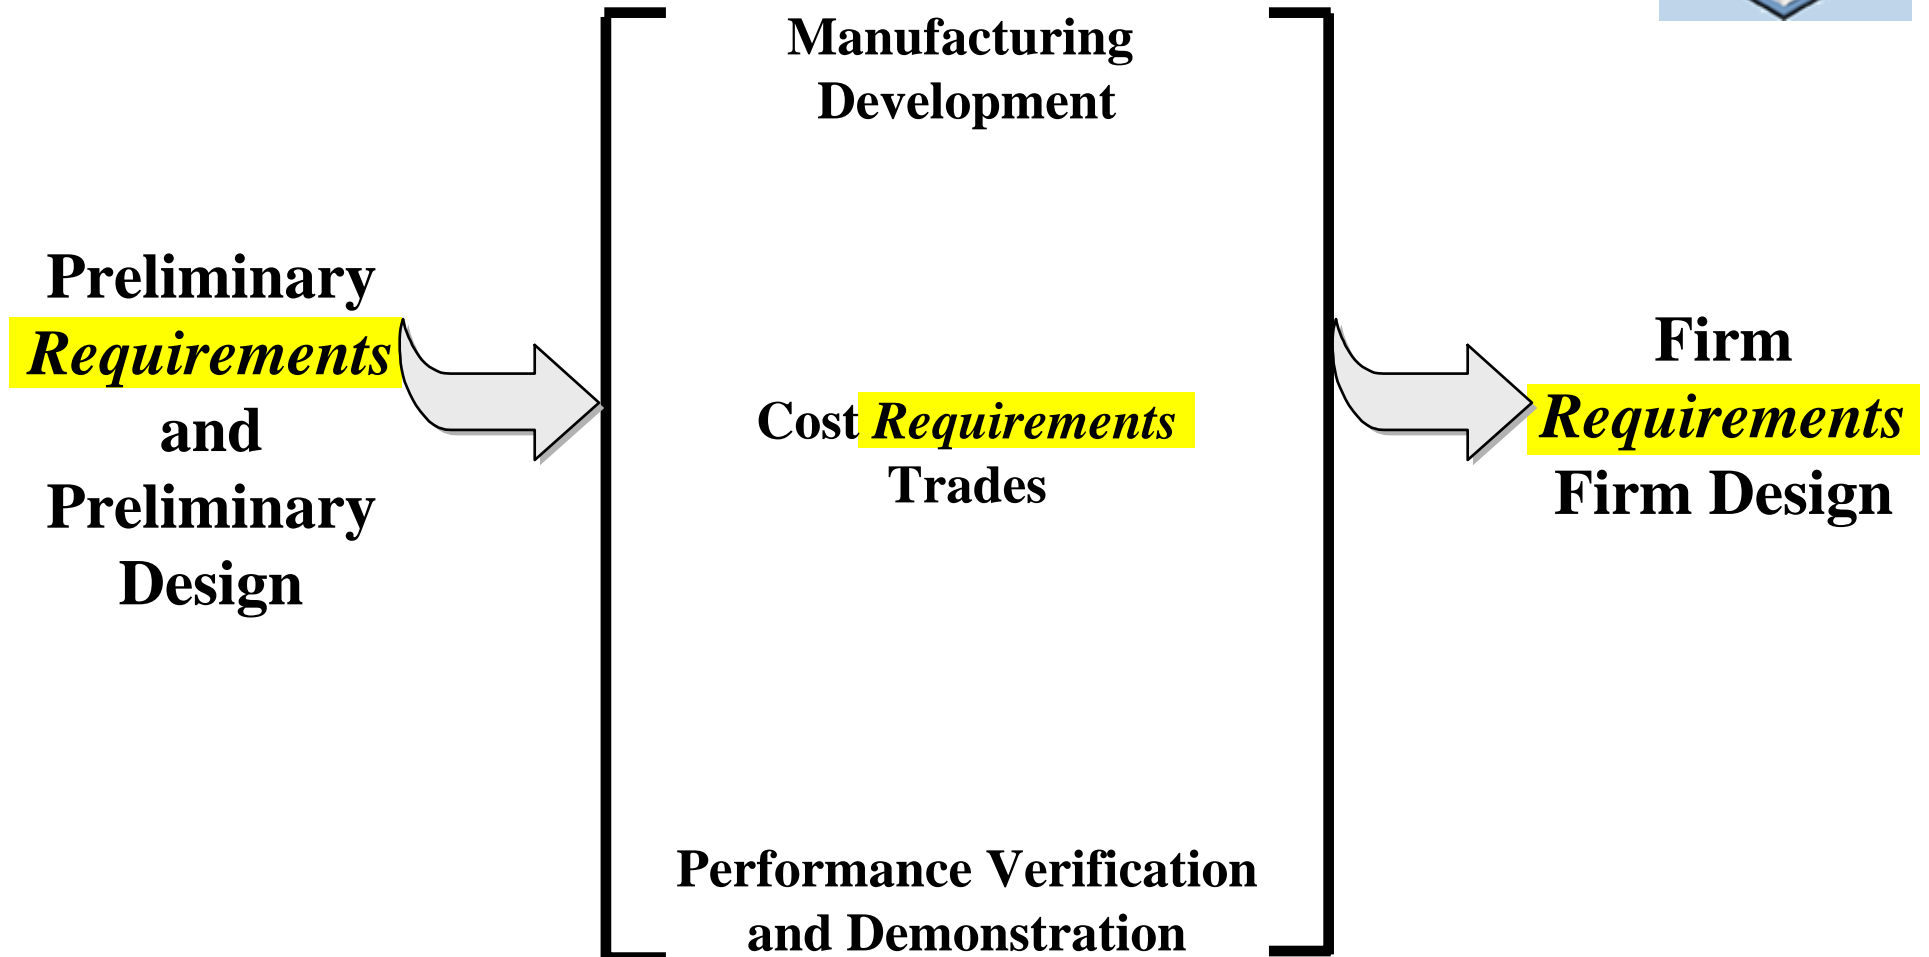 Preliminary
Requirements
and
Preliminary
Design
Manufacturing
Development
Cost Requirements
Trades
Performance Verification
and Demonstration
Firm
Requirements
Firm Design